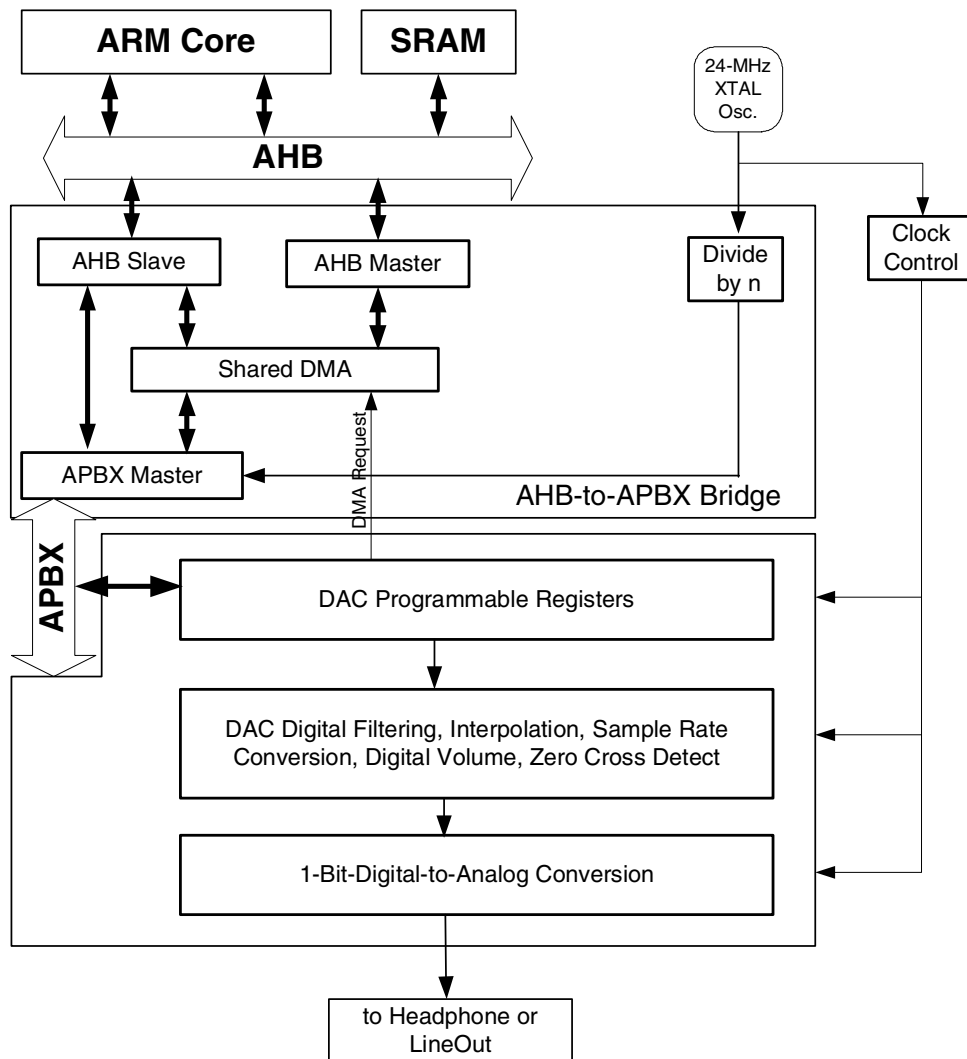 ARM Core
SRAM
24-MHz
XTAL
Osc.
AHB
AHB Slave
AHB Master
Divide
by n
Clock
Control
Shared DMA
DMA Request
APBX Master
AHB-to-APBX Bridge
APBX
DAC Programmable Registers
DAC Digital Filtering, Interpolation, Sample Rate
Conversion, Digital Volume, Zero Cross Detect
1-Bit-Digital-to-Analog Conversion
to Headphone or
LineOut